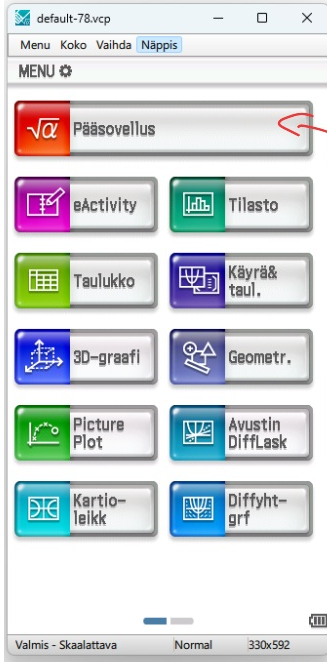 default-78.vcp
Menu Koko Vaihda Näppis
MENU
√α Pääsovellus
eActivity
Tilasto
Taulukko
Käyrä&
taul.
3D-graafi
Geometr.
Picture
Plot
Avustin
DiffLask
Kartio-
leikk
Diffyht-
grf
Valmis - Skaalattava Normal 330x592